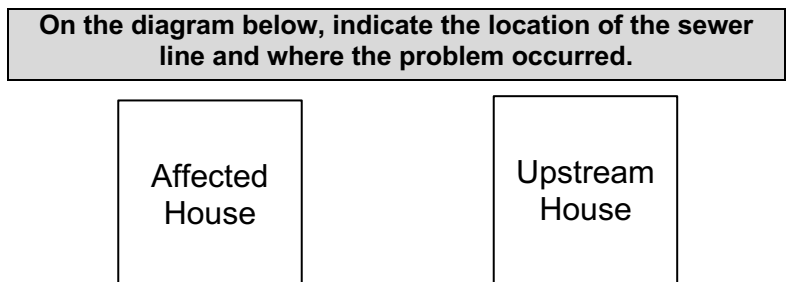 On the diagram below, indicate the location of the sewer
line and where the problem occurred.
Affected
House
Upstream
House